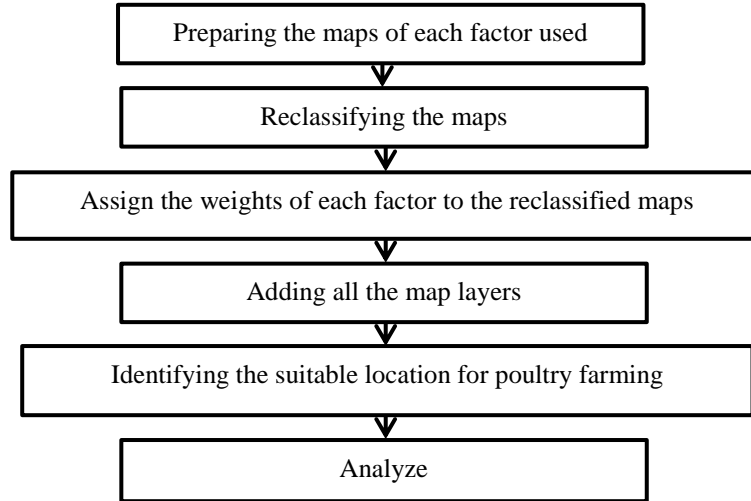 Preparing the maps of each factor used
Reclassifying the maps
Assign the weights of each factor to the reclassified maps
Adding all the map layers
Identifying the suitable location for poultry farming
Analyze